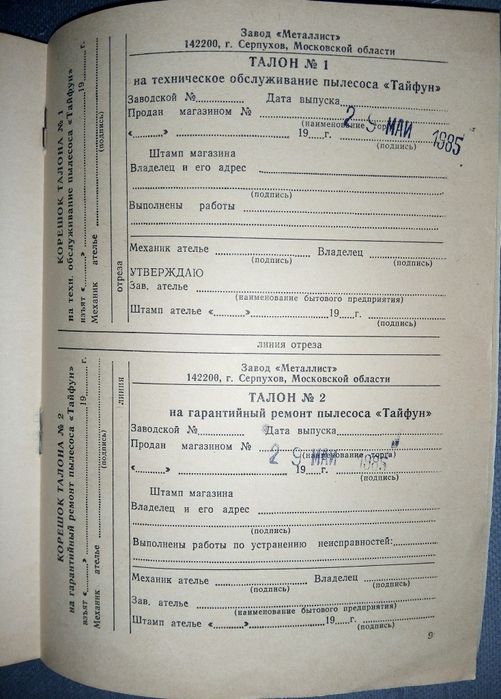 Завод «Металлист»
142200, г. Серпухов, Московской области
ТАЛОН № 1
на техническое обслуживание пылесоса «Тайфун»
Заводской №........... Дата выпуска...........
Продан магазином №
(наименование торга)
2 9 МАЙ 1985
«.........» 19....г.
(подпись)
Штамп магазина
Владелец и его адрес
(подпись)
Выполнены работы
Механик ателье Владелец
(подпись) (подпись)
УТВЕРЖДАЮ
Зав. ателье
(наименование бытового предприятия)
Штамп ателье «.........» 19.....г.
(подпись)
КОРЕШОК ТАЛОНА № 1
на техн. обслуживание пылесоса «Тайфун»
изъят «.......» 19 г.
Механик ателье
(подпись)
отреза
линия отреза
линия
Завод «Металлист»
142200, г. Серпухов, Московской области
ТАЛОН № 2
на гарантийный ремонт пылесоса «Тайфун»
Заводской №........... Дата выпуска...........
Продан магазином №
(наименование торга)
2 9 МАЙ 1985
«.........» 19....г.
(подпись)
Штамп магазина
Владелец и его адрес
(подпись)
Выполнены работы по устранению неисправностей:
Механик ателье Владелец
(подпись) (подпись)
Зав. ателье
(наименование бытового предприятия)
Штамп ателье «.........» 19.....г.
(подпись)
КОРЕШОК ТАЛОНА № 2
на гарантийный ремонт пылесоса «Тайфун»
изъят «.......» 19 г.
Механик ателье
(подпись)
9